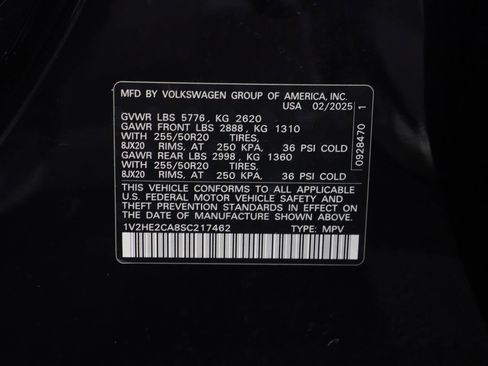 MFD BY VOLKSWAGEN GROUP OF AMERICA, INC.
USA 02/2025
GVWR LBS 5776, KG 2620
GAWR FRONT LBS 2888, KG 1310
WITH 255/50R20 TIRES,
8JX20 RIMS, AT 250 KPA, 36 PSI COLD
GAWR REAR LBS 2998, KG 1360
WITH 255/50R20 TIRES,
8JX20 RIMS, AT 250 KPA, 36 PSI COLD
THIS VEHICLE CONFORMS TO ALL APPLICABLE
U.S. FEDERAL MOTOR VEHICLE SAFETY AND
THEFT PREVENTION STANDARDS IN EFFECT ON
THE DATE OF MANUFACTURE SHOWN ABOVE.
1V2HE2CA8SC217462 TYPE: MPV
0928470 1